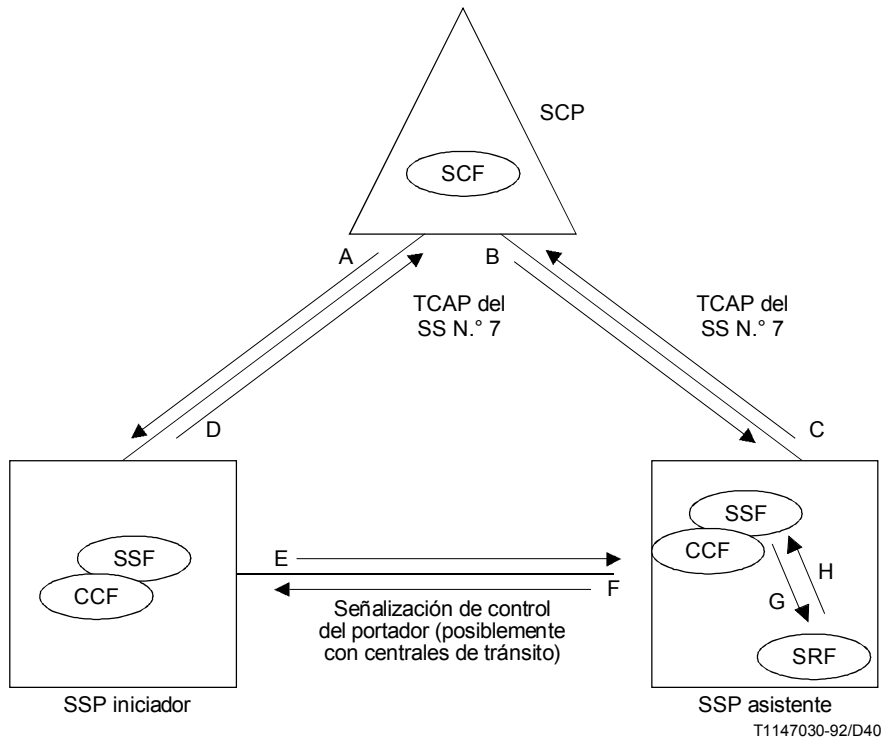 SCP
SCF
A
B
TCAP del
SS N.° 7
TCAP del
SS N.° 7
D
C
SSF
CCF
E
F
Señalización de control
del portador (posiblemente
con centrales de tránsito)
SSF
CCF
H
G
SRF
SSP iniciador
SSP asistente
T1147030-92/D40